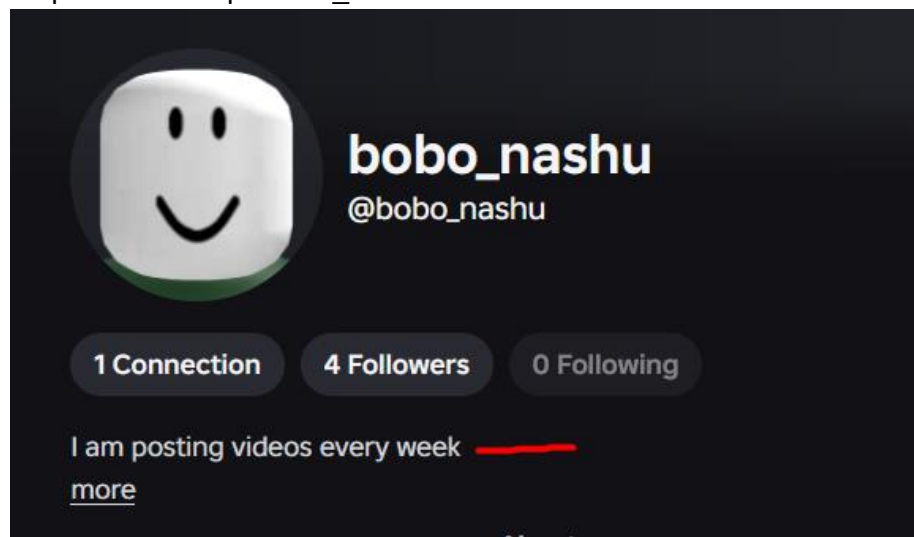 bobo_nashu
@bobo_nashu
1 Connection
4 Followers
0 Following
I am posting videos every week
more